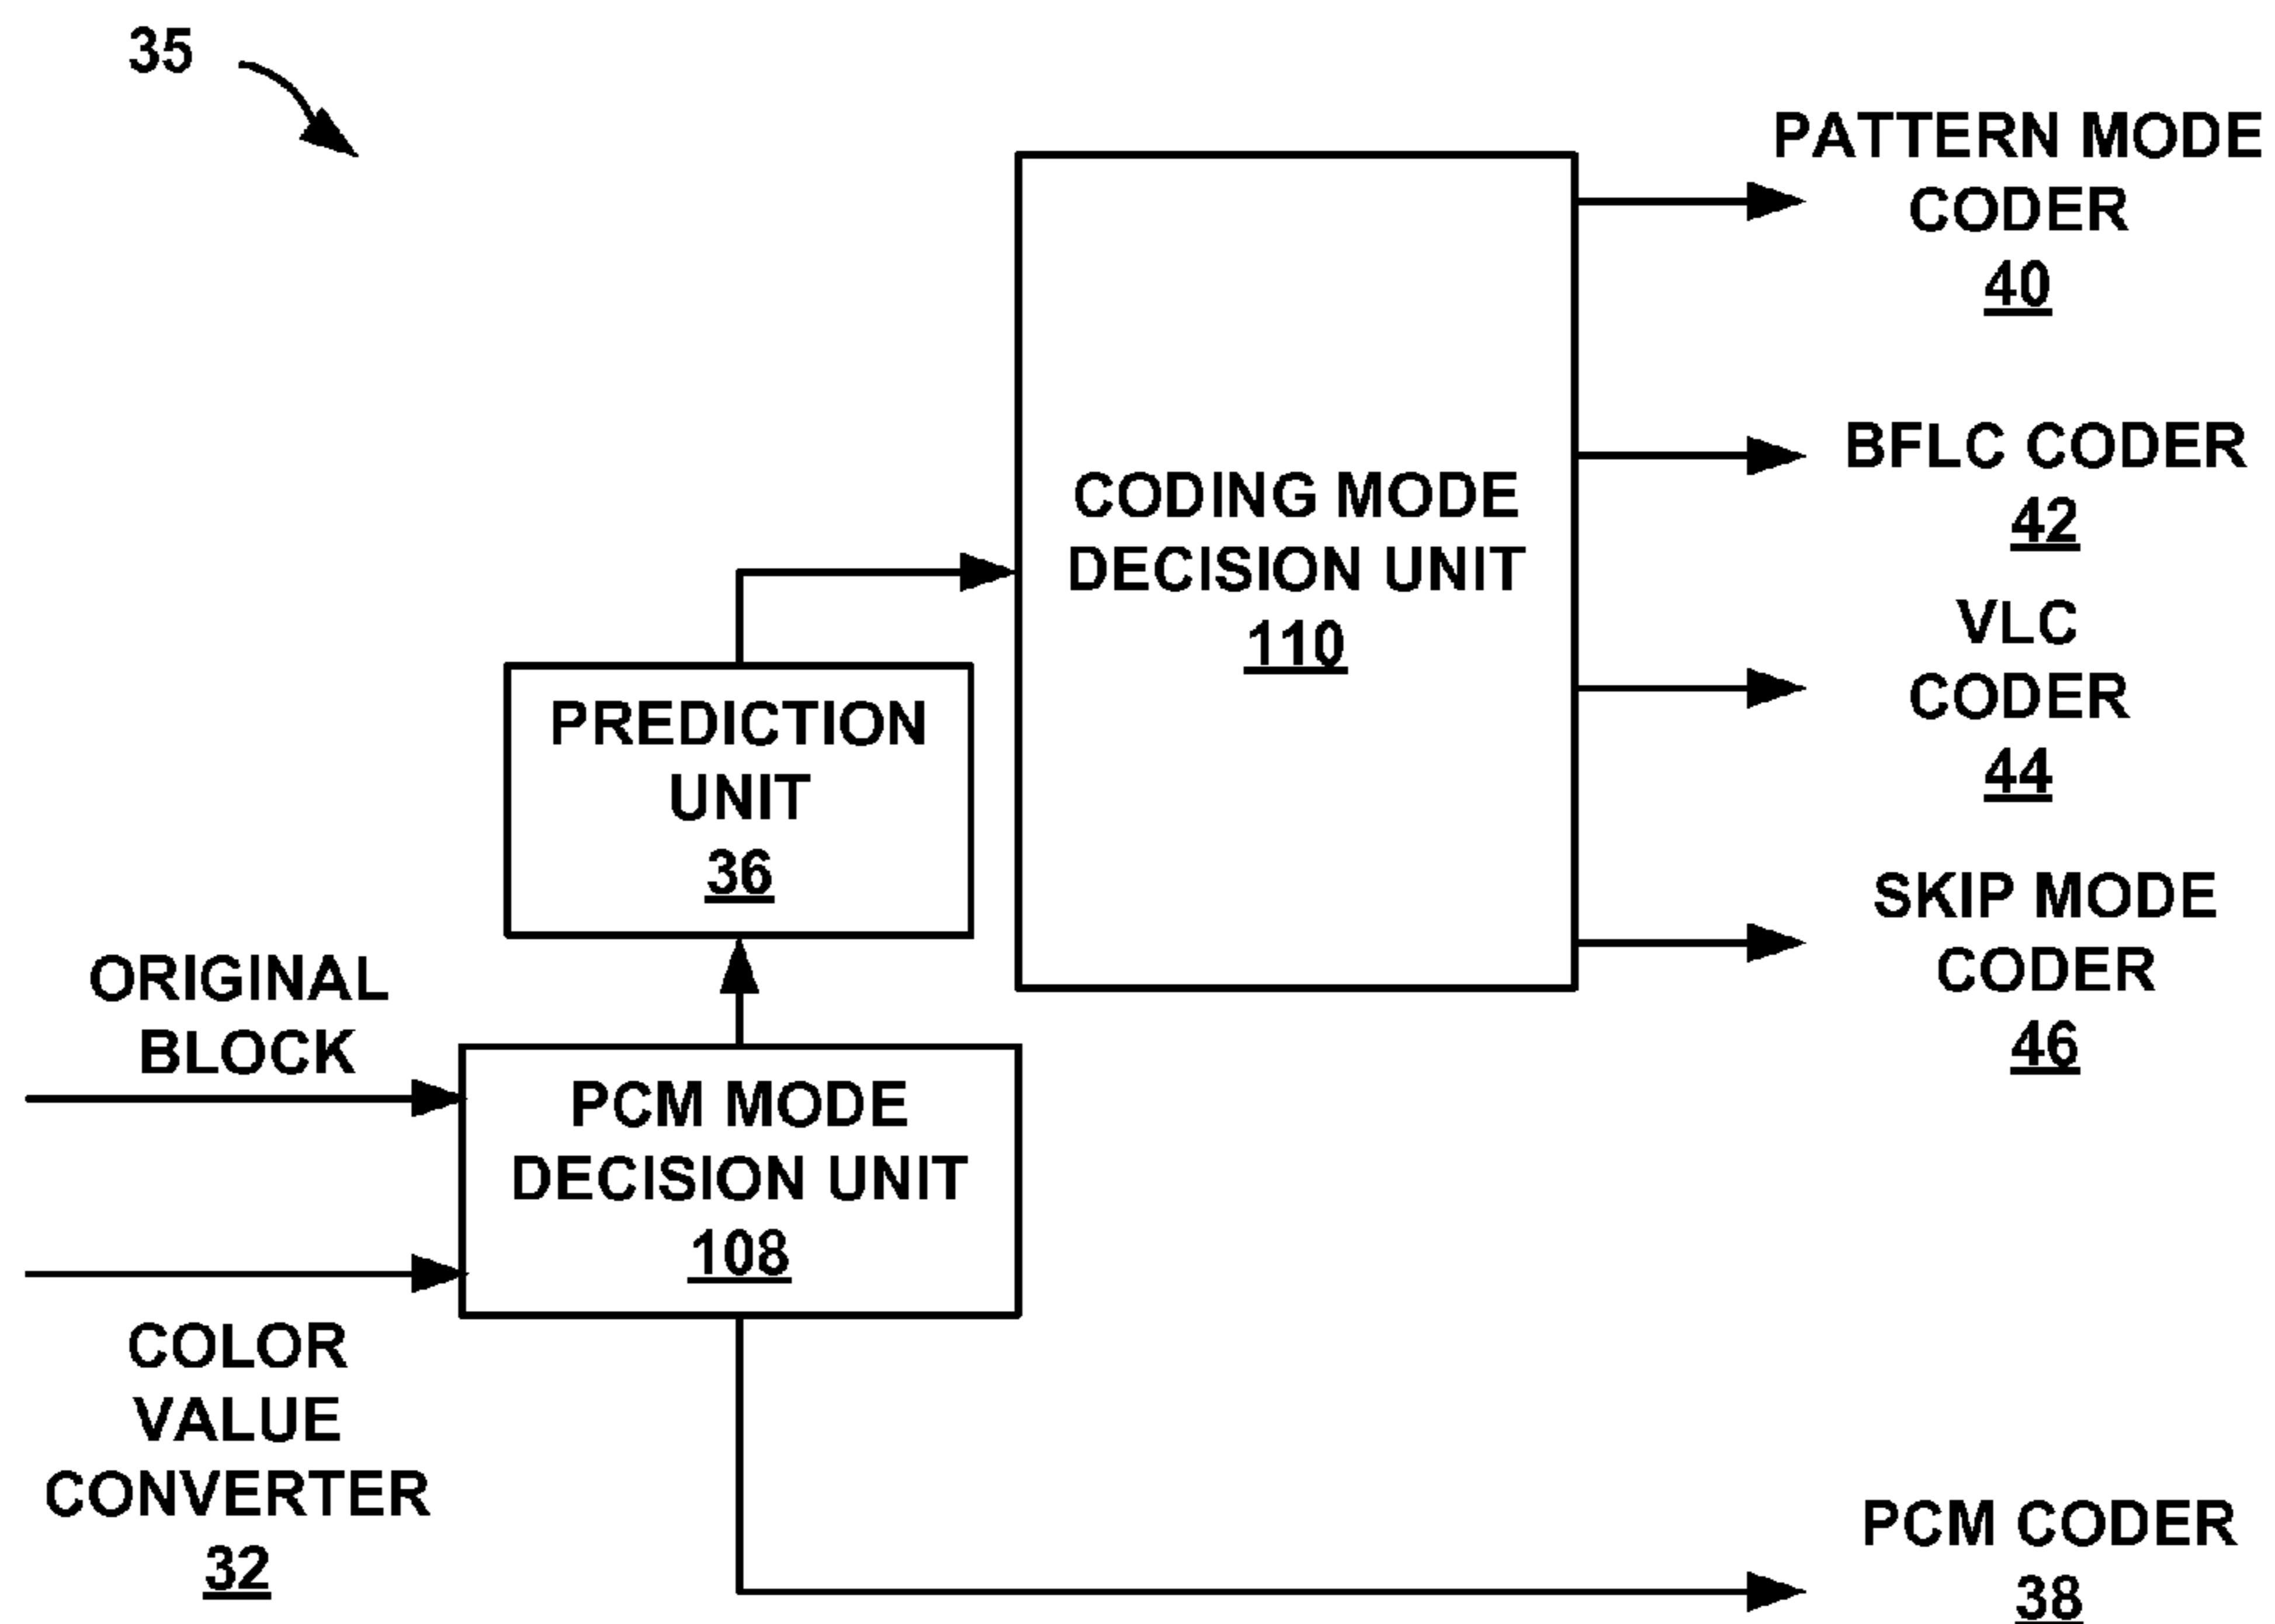 35
PATTERN MODE
CODER
40
BFLC CODER
42
CODING MODE
DECISION UNIT
110
VLC
CODER
44
PREDICTION
UNIT
36
SKIP MODE
CODER
46
ORIGINAL
BLOCK
PCM MODE
DECISION UNIT
108
COLOR
VALUE
CONVERTER
32
PCM CODER
38